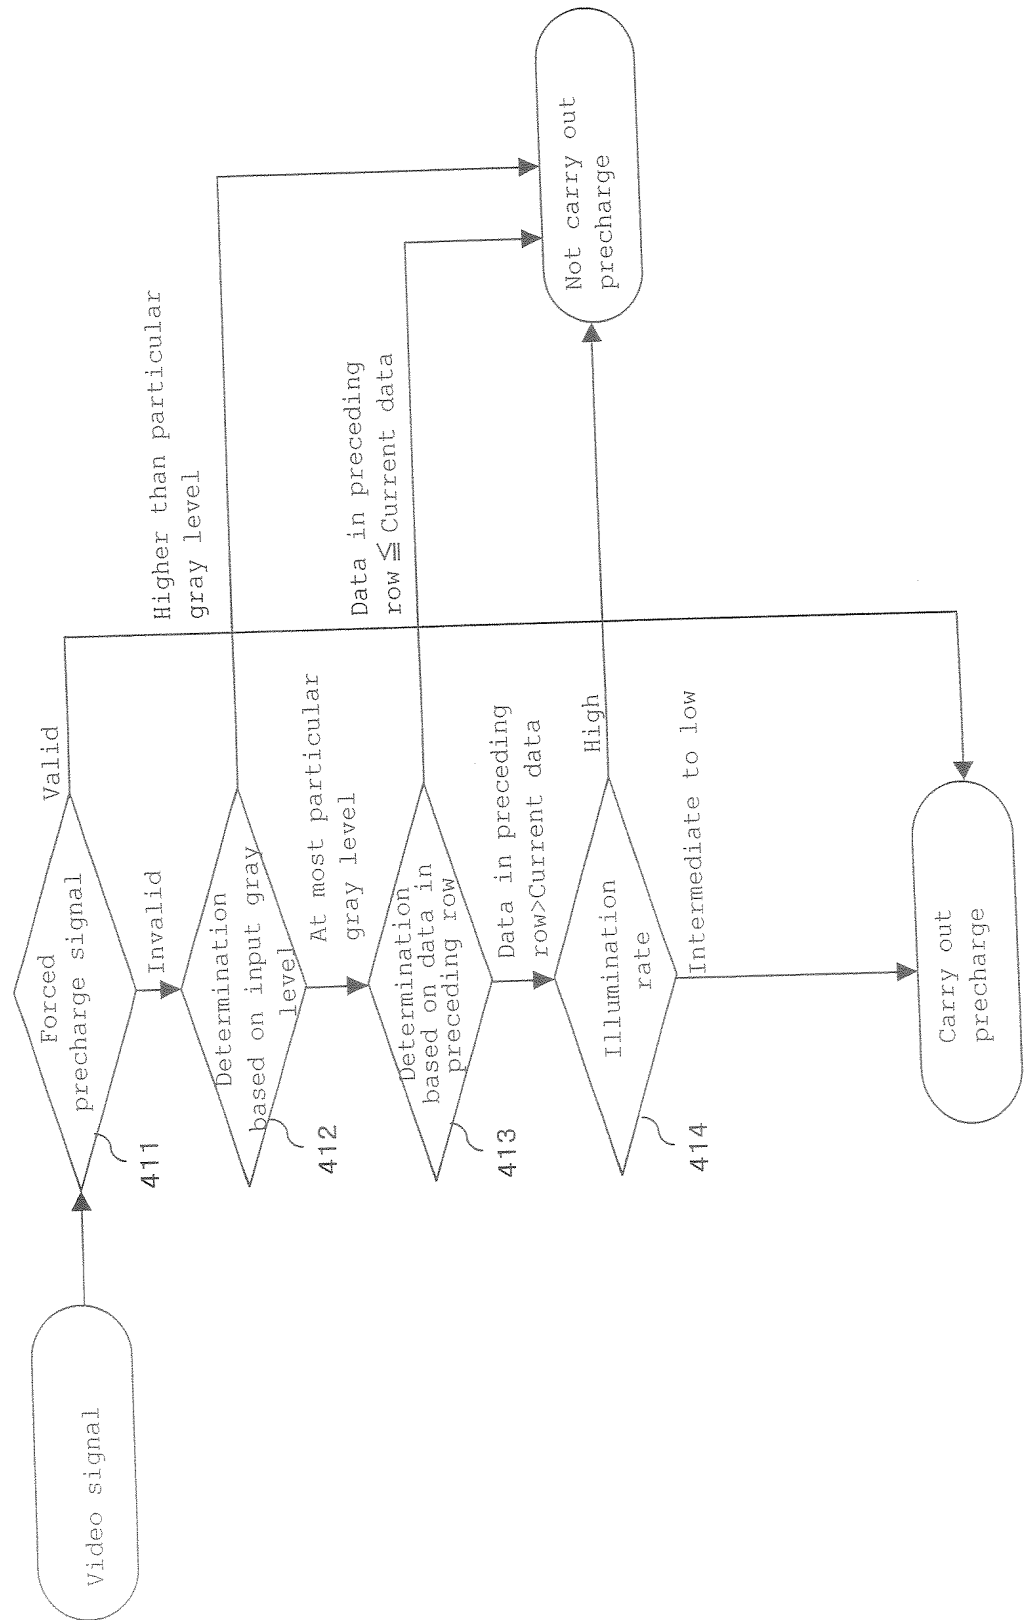 Video signal
Forced
precharge signal
411
Valid
Invalid
Determination
based on input gray
level
412
Higher than particular
gray level
At most particular
gray level
Determination
based on data in
preceding row
413
Data in preceding
row≦Current data
Data in preceding
row>Current data
Illumination
rate
414
High
Intermediate to low
Not carry out
precharge
Carry out
precharge